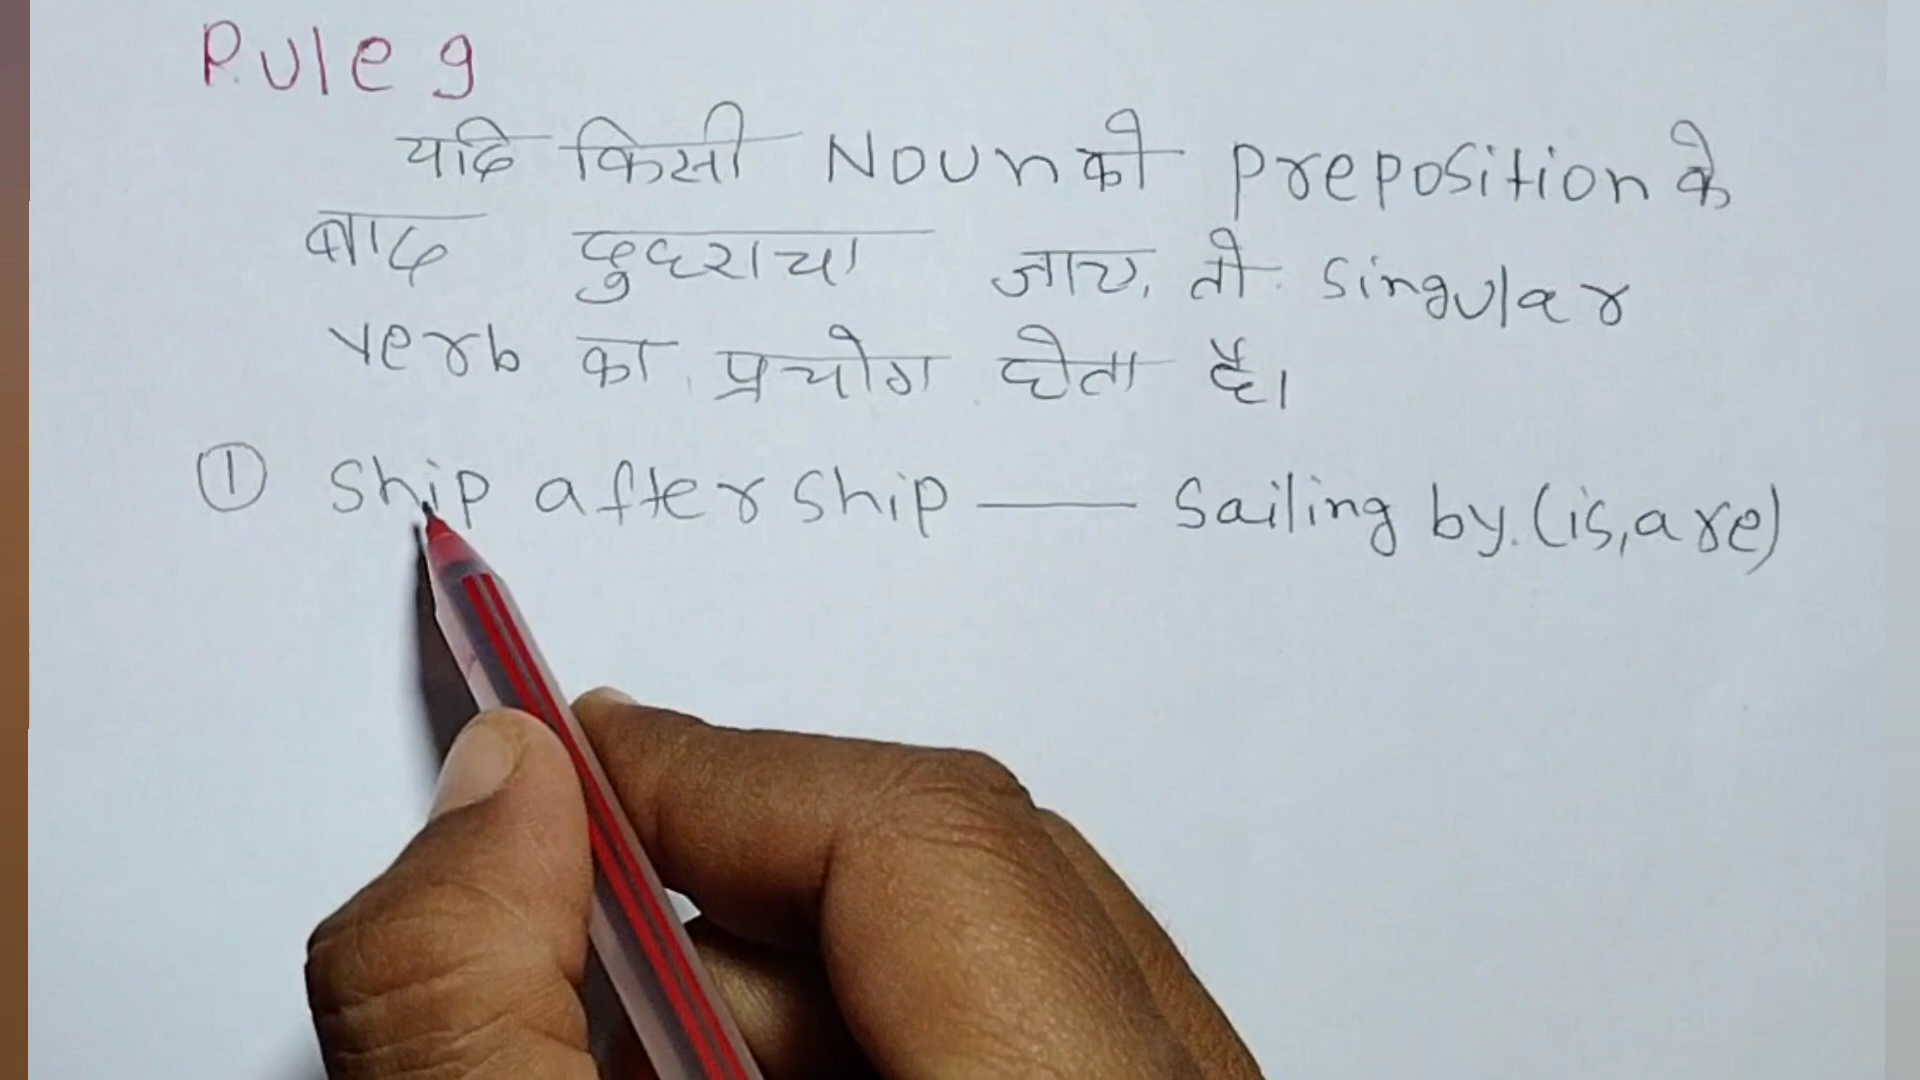 Rule 9
यदि किसी Noun को preposition के
बाद दुहराया जाय, तो singular
verb का प्रयोग होता है।
① Ship after ship —— Sailing by. (is, are)